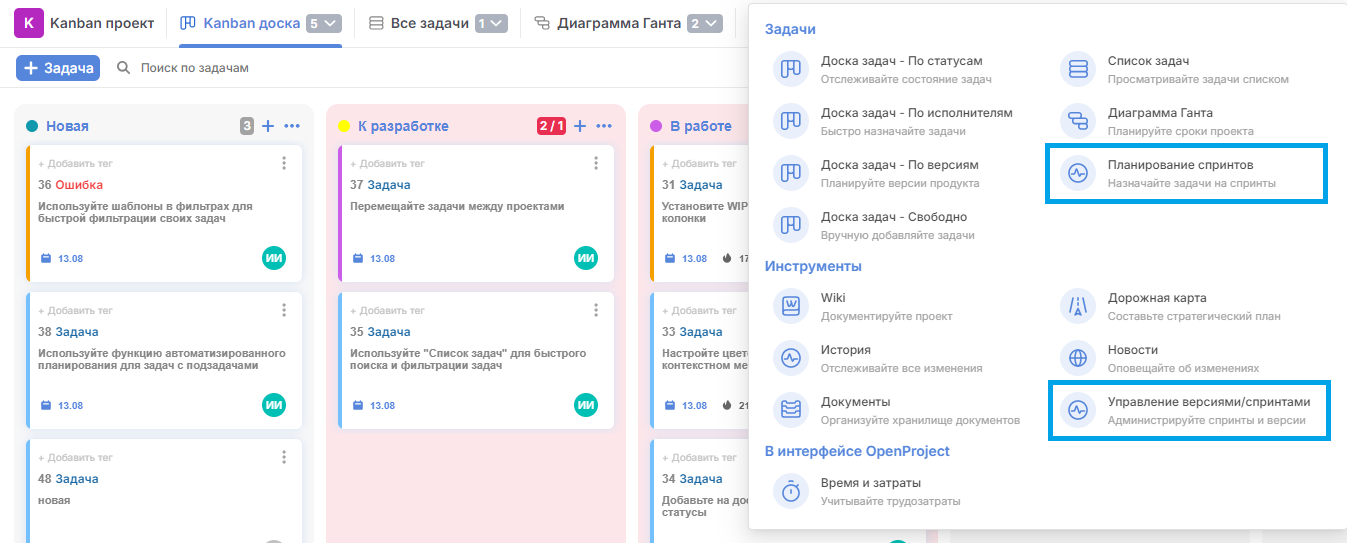 K Kanban проект
Kanban доска 5
Все задачи 1
Диаграмма Ганта 2
+ Задача
Поиск по задачам
Новая 3 + •••
+ Добавить тег
36 Ошибка
Используйте шаблоны в фильтрах для
быстрой фильтрации своих задач
13.08 ИИ
+ Добавить тег
38 Задача
Используйте функцию автоматизированного
планирования для задач с подзадачами
13.08 ИИ
+ Добавить тег
48 Задача
новая
К разработке 2 / 1 + •••
+ Добавить тег
37 Задача
Перемещайте задачи между проектами
13.08 ИИ
+ Добавить тег
35 Задача
Используйте "Список задач" для быстрого
поиска и фильтрации задач
13.08 ИИ
В работе
+ Добавить тег
31 Задача
Установите WIP
колонки
13.08 17
+ Добавить тег
33 Задача
Настройте цвет
контекстном ме
13.08 21
+ Добавить тег
34 Задача
Добавьте на дос
статусы
Задачи
Доска задач - По статусам
Отслеживайте состояние задач
Список задач
Просматривайте задачи списком
Доска задач - По исполнителям
Быстро назначайте задачи
Диаграмма Ганта
Планируйте сроки проекта
Доска задач - По версиям
Планируйте версии продукта
Планирование спринтов
Назначайте задачи на спринты
Доска задач - Свободно
Вручную добавляйте задачи
Инструменты
Wiki
Документируйте проект
Дорожная карта
Составьте стратегический план
История
Отслеживайте все изменения
Новости
Оповещайте об изменениях
Документы
Организуйте хранилище документов
Управление версиями/спринтами
Администрируйте спринты и версии
В интерфейсе OpenProject
Время и затраты
Учитывайте трудозатраты